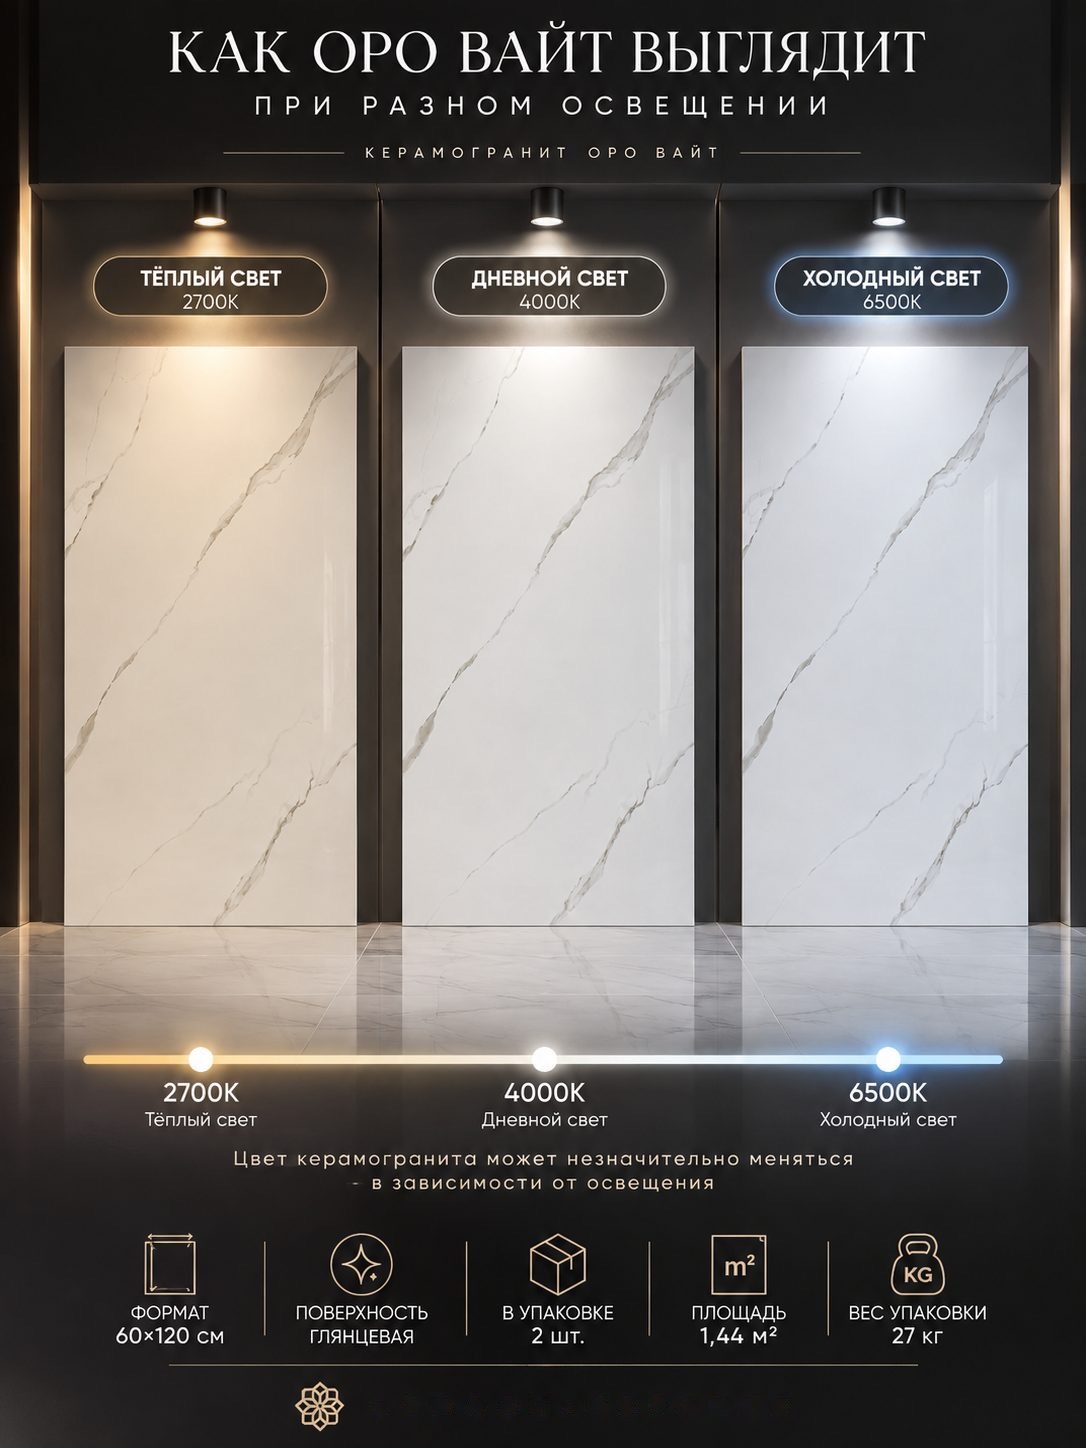 КАК ОРО ВАЙТ ВЫГЛЯДИТ
ПРИ РАЗНОМ ОСВЕЩЕНИИ
КЕРАМОГРАНИТ ОРО ВАЙТ
ТЁПЛЫЙ СВЕТ
2700K
ДНЕВНОЙ СВЕТ
4000K
ХОЛОДНЫЙ СВЕТ
6500K
2700K
Тёплый свет
4000K
Дневной свет
6500K
Холодный свет
Цвет керамогранита может незначительно меняться
в зависимости от освещения
ФОРМАТ
60×120 см
ПОВЕРХНОСТЬ
ГЛЯНЦЕВАЯ
В УПАКОВКЕ
2 шт.
m²
ПЛОЩАДЬ
1,44 м²
KG
ВЕС УПАКОВКИ
27 кг